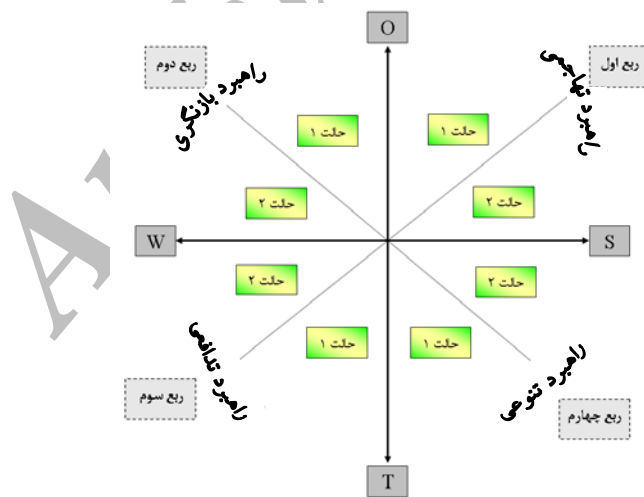 O
ربع دوم
ربع اول
راهبرد بازنگری
راهبرد تهاجمی
حالت ۱
حالت ۱
حالت ۲
حالت ۲
W
S
حالت ۲
حالت ۲
حالت ۱
حالت ۱
راهبرد تدافعی
راهبرد تنوعی
ربع سوم
ربع چهارم
T